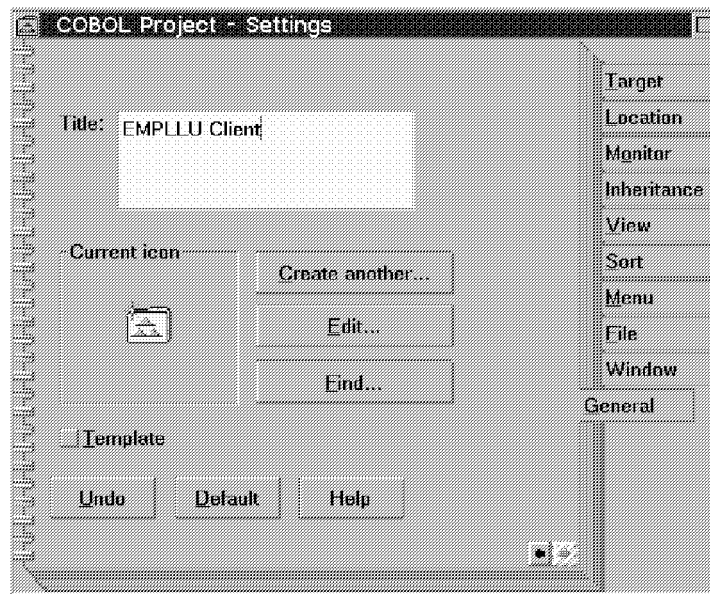 COBOL Project - Settings
Target
Title: EMPLLU Client
Location
Monitor
Inheritance
View
Current icon
Create another...
Sort
Menu
Edit...
File
Window
Find...
General
Template
Undo Default Help